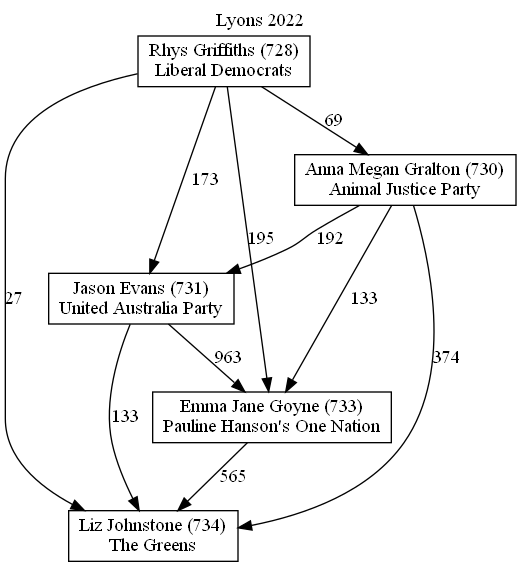 Lyons 2022
Rhys Griffiths (728)
Liberal Democrats
69
Anna Megan Gralton (730)
Animal Justice Party
173
195
192
27
Jason Evans (731)
United Australia Party
133
374
963
133
Emma Jane Goyne (733)
Pauline Hanson's One Nation
565
Liz Johnstone (734)
The Greens